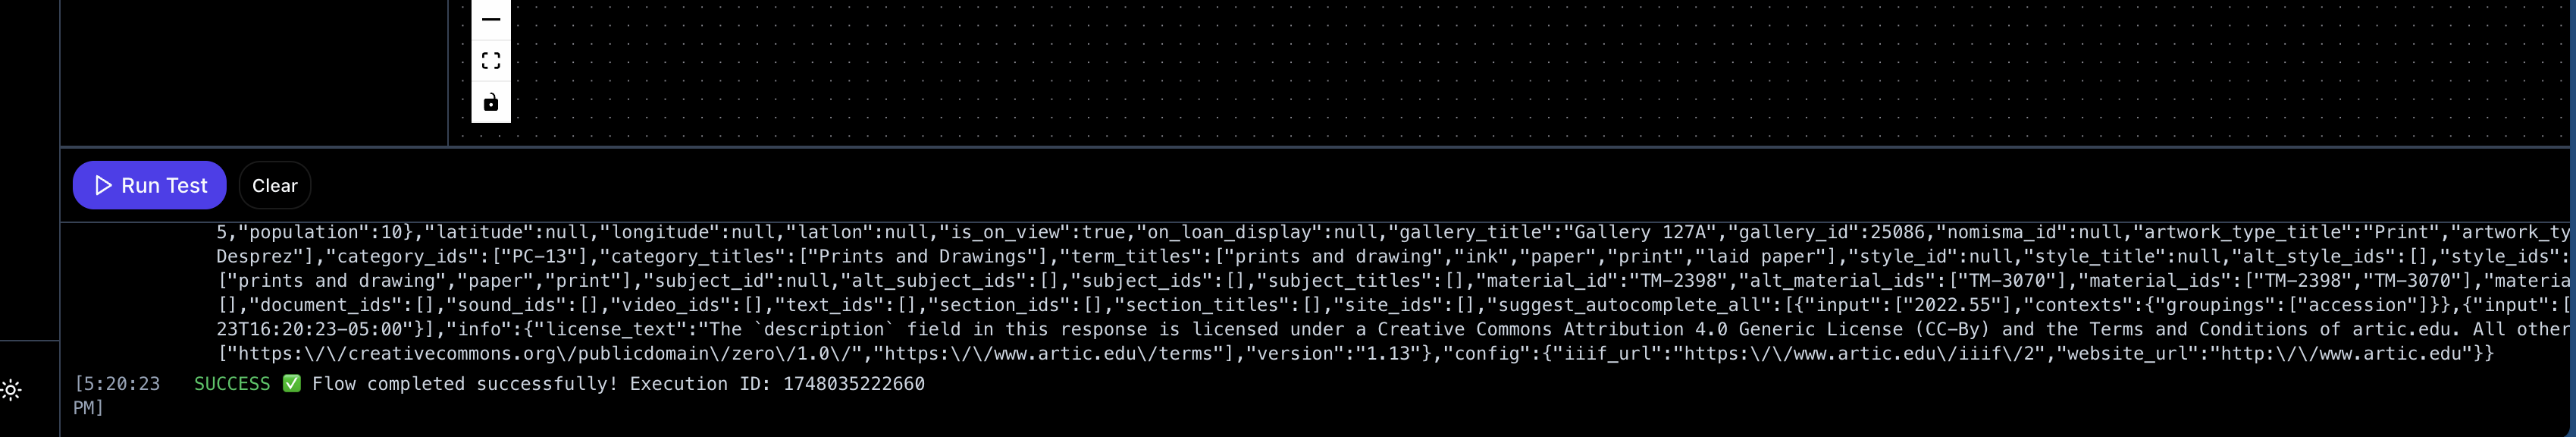 Run Test
Clear
5,"population":10},"latitude":null,"longitude":null,"latlon":null,"is_on_view":true,"on_loan_display":null,"gallery_title":"Gallery 127A","gallery_id":25086,"nomisma_id":null,"artwork_type_title":"Print","artwork_ty
Desprez"],"category_ids":["PC-13"],"category_titles":["Prints and Drawings"],"term_titles":["prints and drawing","ink","paper","print","laid paper"],"style_id":null,"style_title":null,"alt_style_ids":[],"style_ids":
["prints and drawing","paper","print"],"subject_id":null,"alt_subject_ids":[],"subject_ids":[],"subject_titles":[],"material_id":"TM-2398","alt_material_ids":["TM-3070"],"material_ids":["TM-2398","TM-3070"],"materia
[],"document_ids":[],"sound_ids":[],"video_ids":[],"text_ids":[],"section_ids":[],"section_titles":[],"site_ids":[],"suggest_autocomplete_all":[{"input":["2022.55"],"contexts":{"groupings":["accession"]}},{"input":[
23T16:20:23-05:00"}],"info":{"license_text":"The `description` field in this response is licensed under a Creative Commons Attribution 4.0 Generic License (CC-By) and the Terms and Conditions of artic.edu. All other
["https:\/\/creativecommons.org\/publicdomain\/zero\/1.0\/","https:\/\/www.artic.edu\/terms"],"version":"1.13"},"config":{"iiif_url":"https:\/\/www.artic.edu\/iiif\/2","website_url":"http:\/\/www.artic.edu"}}
[5:20:23 SUCCESS ✅ Flow completed successfully! Execution ID: 1748035222660
PM]